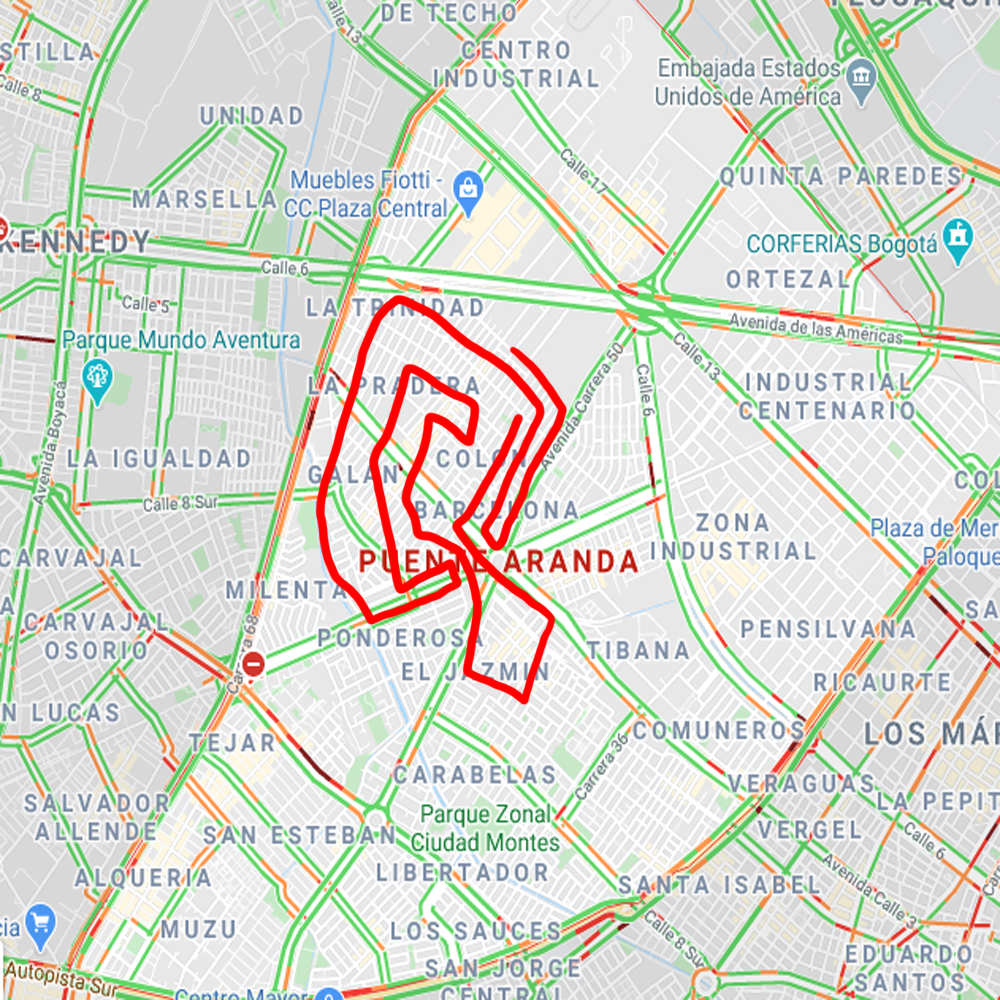 DE TECHO
Calle 13
CENTRO
INDUSTRIAL
Embajada Estados
Unidos de América
Calle 8
UNIDAD
Calle 17
QUINTA PAREDES
Muebles Fiotti -
CC Plaza Central
MARSELLA
KENNEDY
CORFERIAS Bogotá
Calle 6
ORTEZAL
Calle 5
LA TRINIDAD
Avenida de las Américas
Parque Mundo Aventura
Calle 13
Avenida Carrera 50
Calle 6
LA PRADERA
INDUSTRIAL
CENTENARIO
Avenida Boyacá
LA IGUALDAD
COLON
GALAN
Calle 8 Sur
BARCELONA
ZONA
INDUSTRIAL
Plaza de Mer
Paloque
CARVAJAL
PUENTE ARANDA
MILENTA
CARVAJAL
OSORIO
PONDEROSA
TIBANA
PENSILVANA
EL JAZMIN
Carrera 68
RICAURTE
N LUCAS
TEJAR
COMUNEROS
LOS MÁR
Carrera 36
CARABELAS
VERAGUAS
LA PEPIT
SALVADOR
ALLENDE
Parque Zonal
Ciudad Montes
SAN ESTEBAN
VERGEL
Calle 6
LIBERTADOR
ALQUERIA
SANTA ISABEL
Avenida Calle 3
MUZU
LOS SAUCES
Calle 8 Sur
EDUARDO
SANTOS
SAN JORGE
CENTRAL
Autopista Sur
Centro Mayor